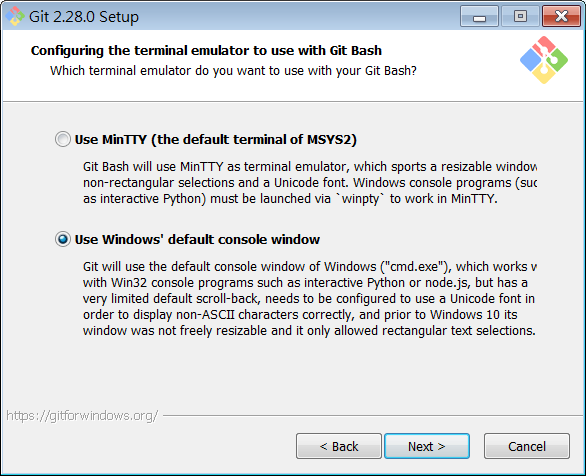 Git 2.28.0 Setup
Configuring the terminal emulator to use with Git Bash
Which terminal emulator do you want to use with your Git Bash?
Use MinTTY (the default terminal of MSYS2)
Git Bash will use MinTTY as terminal emulator, which sports a resizable window
non-rectangular selections and a Unicode font. Windows console programs (suc
as interactive Python) must be launched via `winpty` to work in MinTTY.
Use Windows' default console window
Git will use the default console window of Windows ("cmd.exe"), which works w
with Win32 console programs such as interactive Python or node.js, but has a
very limited default scroll-back, needs to be configured to use a Unicode font in
order to display non-ASCII characters correctly, and prior to Windows 10 its
window was not freely resizable and it only allowed rectangular text selections.
https://gitforwindows.org/
< Back
Next >
Cancel